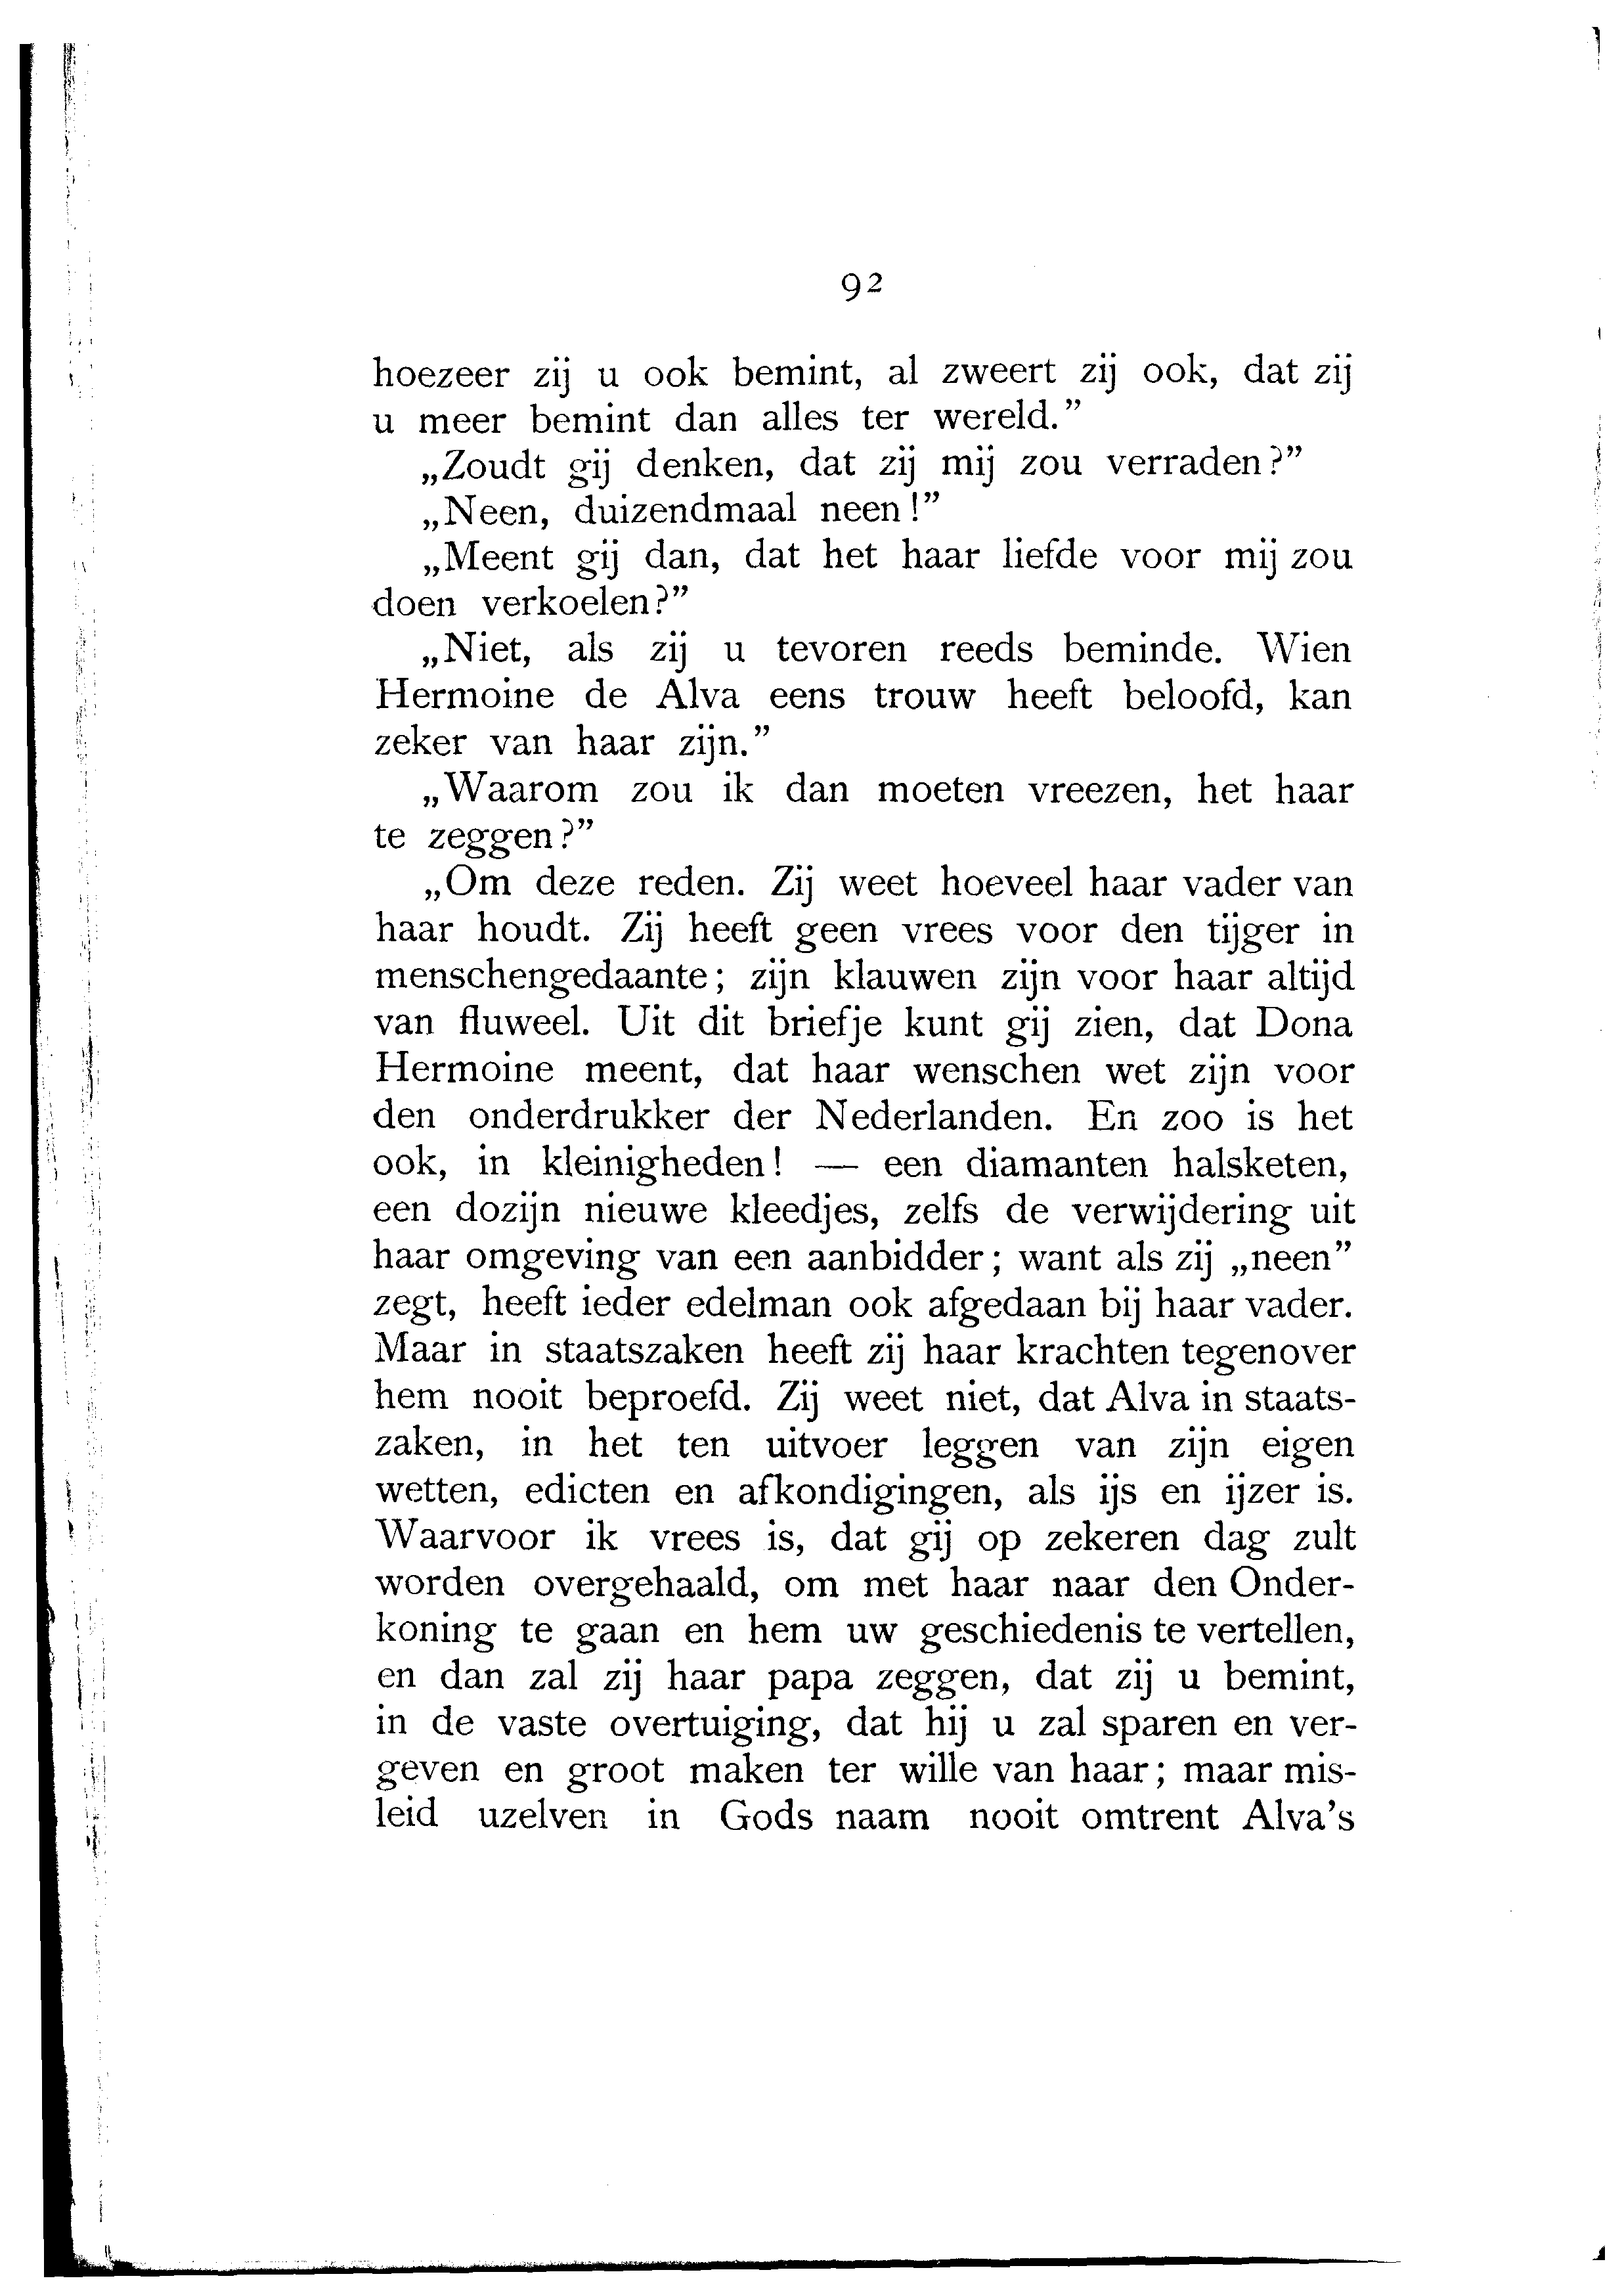 92
hoezeer zij u ook bemint, al zweert zij ook, dat zij
u meer bemint dan alles ter wereld.”
„Zoudt gij denken, dat zij mij zou verraden?”
„Neen, duizendmaal neen!”
„Meent gij dan, dat het haar liefde voor mij zou
doen verkoelen?”
„Niet, als zij u tevoren reeds beminde. Wien
Hermoine de Alva eens trouw heeft beloofd, kan
zeker van haar zijn.”
„Waarom zou ik dan moeten vreezen, het haar
te zeggen?”
„Om deze reden. Zij weet hoeveel haar vader van
haar houdt. Zij heeft geen vrees voor den tijger in
menschengedaante; zijn klauwen zijn voor haar altijd
van fluweel. Uit dit briefje kunt gij zien, dat Dona
Hermoine meent, dat haar wenschen wet zijn voor
den onderdrukker der Nederlanden. En zoo is het
ook, in kleinigheden! — een diamanten halsketen,
een dozijn nieuwe kleedjes, zelfs de verwijdering uit
haar omgeving van een aanbidder; want als zij „neen”
zegt, heeft ieder edelman ook afgedaan bij haar vader.
Maar in staatszaken heeft zij haar krachten tegenover
hem nooit beproefd. Zij weet niet, dat Alva in staats-
zaken, in het ten uitvoer leggen van zijn eigen
wetten, edicten en afkondigingen, als ijs en ijzer is.
Waarvoor ik vrees is, dat gij op zekeren dag zult
worden overgehaald, om met haar naar den Onder-
koning te gaan en hem uw geschiedenis te vertellen,
en dan zal zij haar papa zeggen, dat zij u bemint,
in de vaste overtuiging, dat hij u zal sparen en ver-
geven en groot maken ter wille van haar; maar mis-
leid uzelven in Gods naam nooit omtrent Alva's